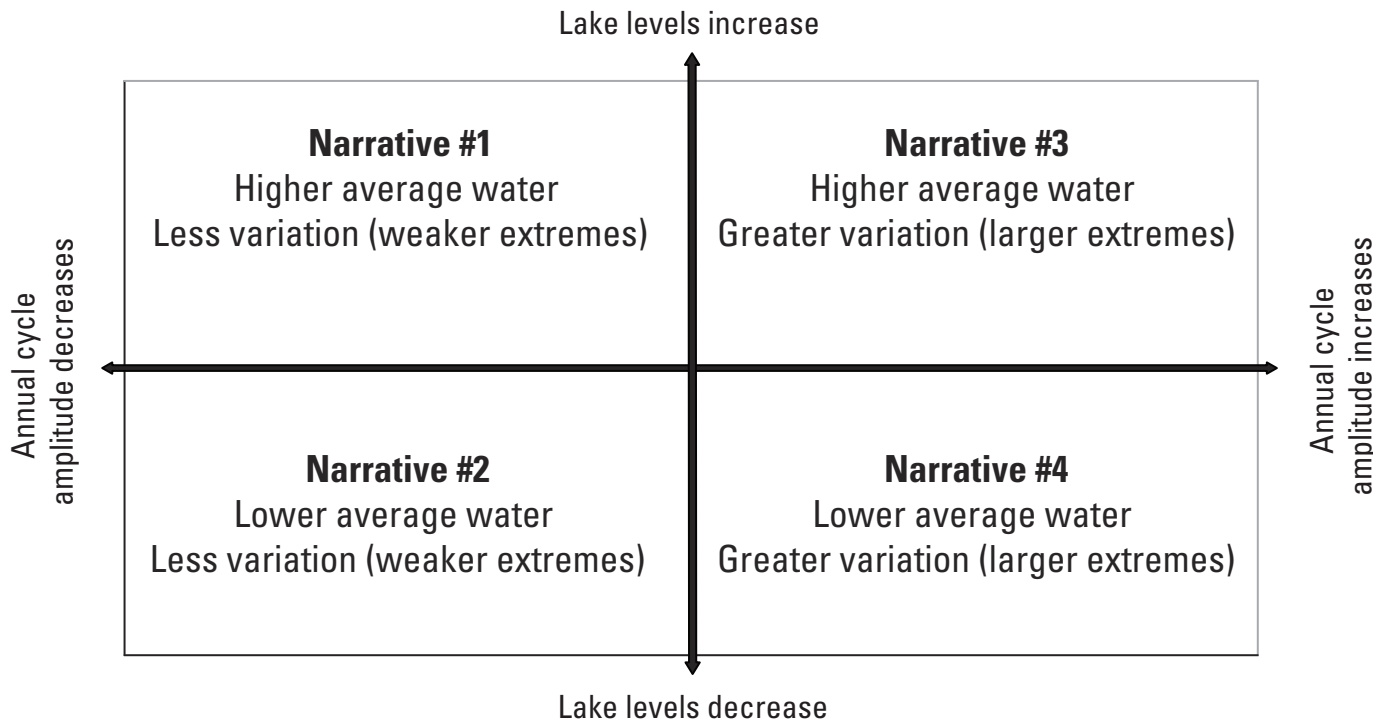 Lake levels increase
Narrative #1
Higher average water
Less variation (weaker extremes)
Narrative #3
Higher average water
Greater variation (larger extremes)
Annual cycle
amplitude decreases
Annual cycle
amplitude increases
Narrative #2
Lower average water
Less variation (weaker extremes)
Narrative #4
Lower average water
Greater variation (larger extremes)
Lake levels decrease